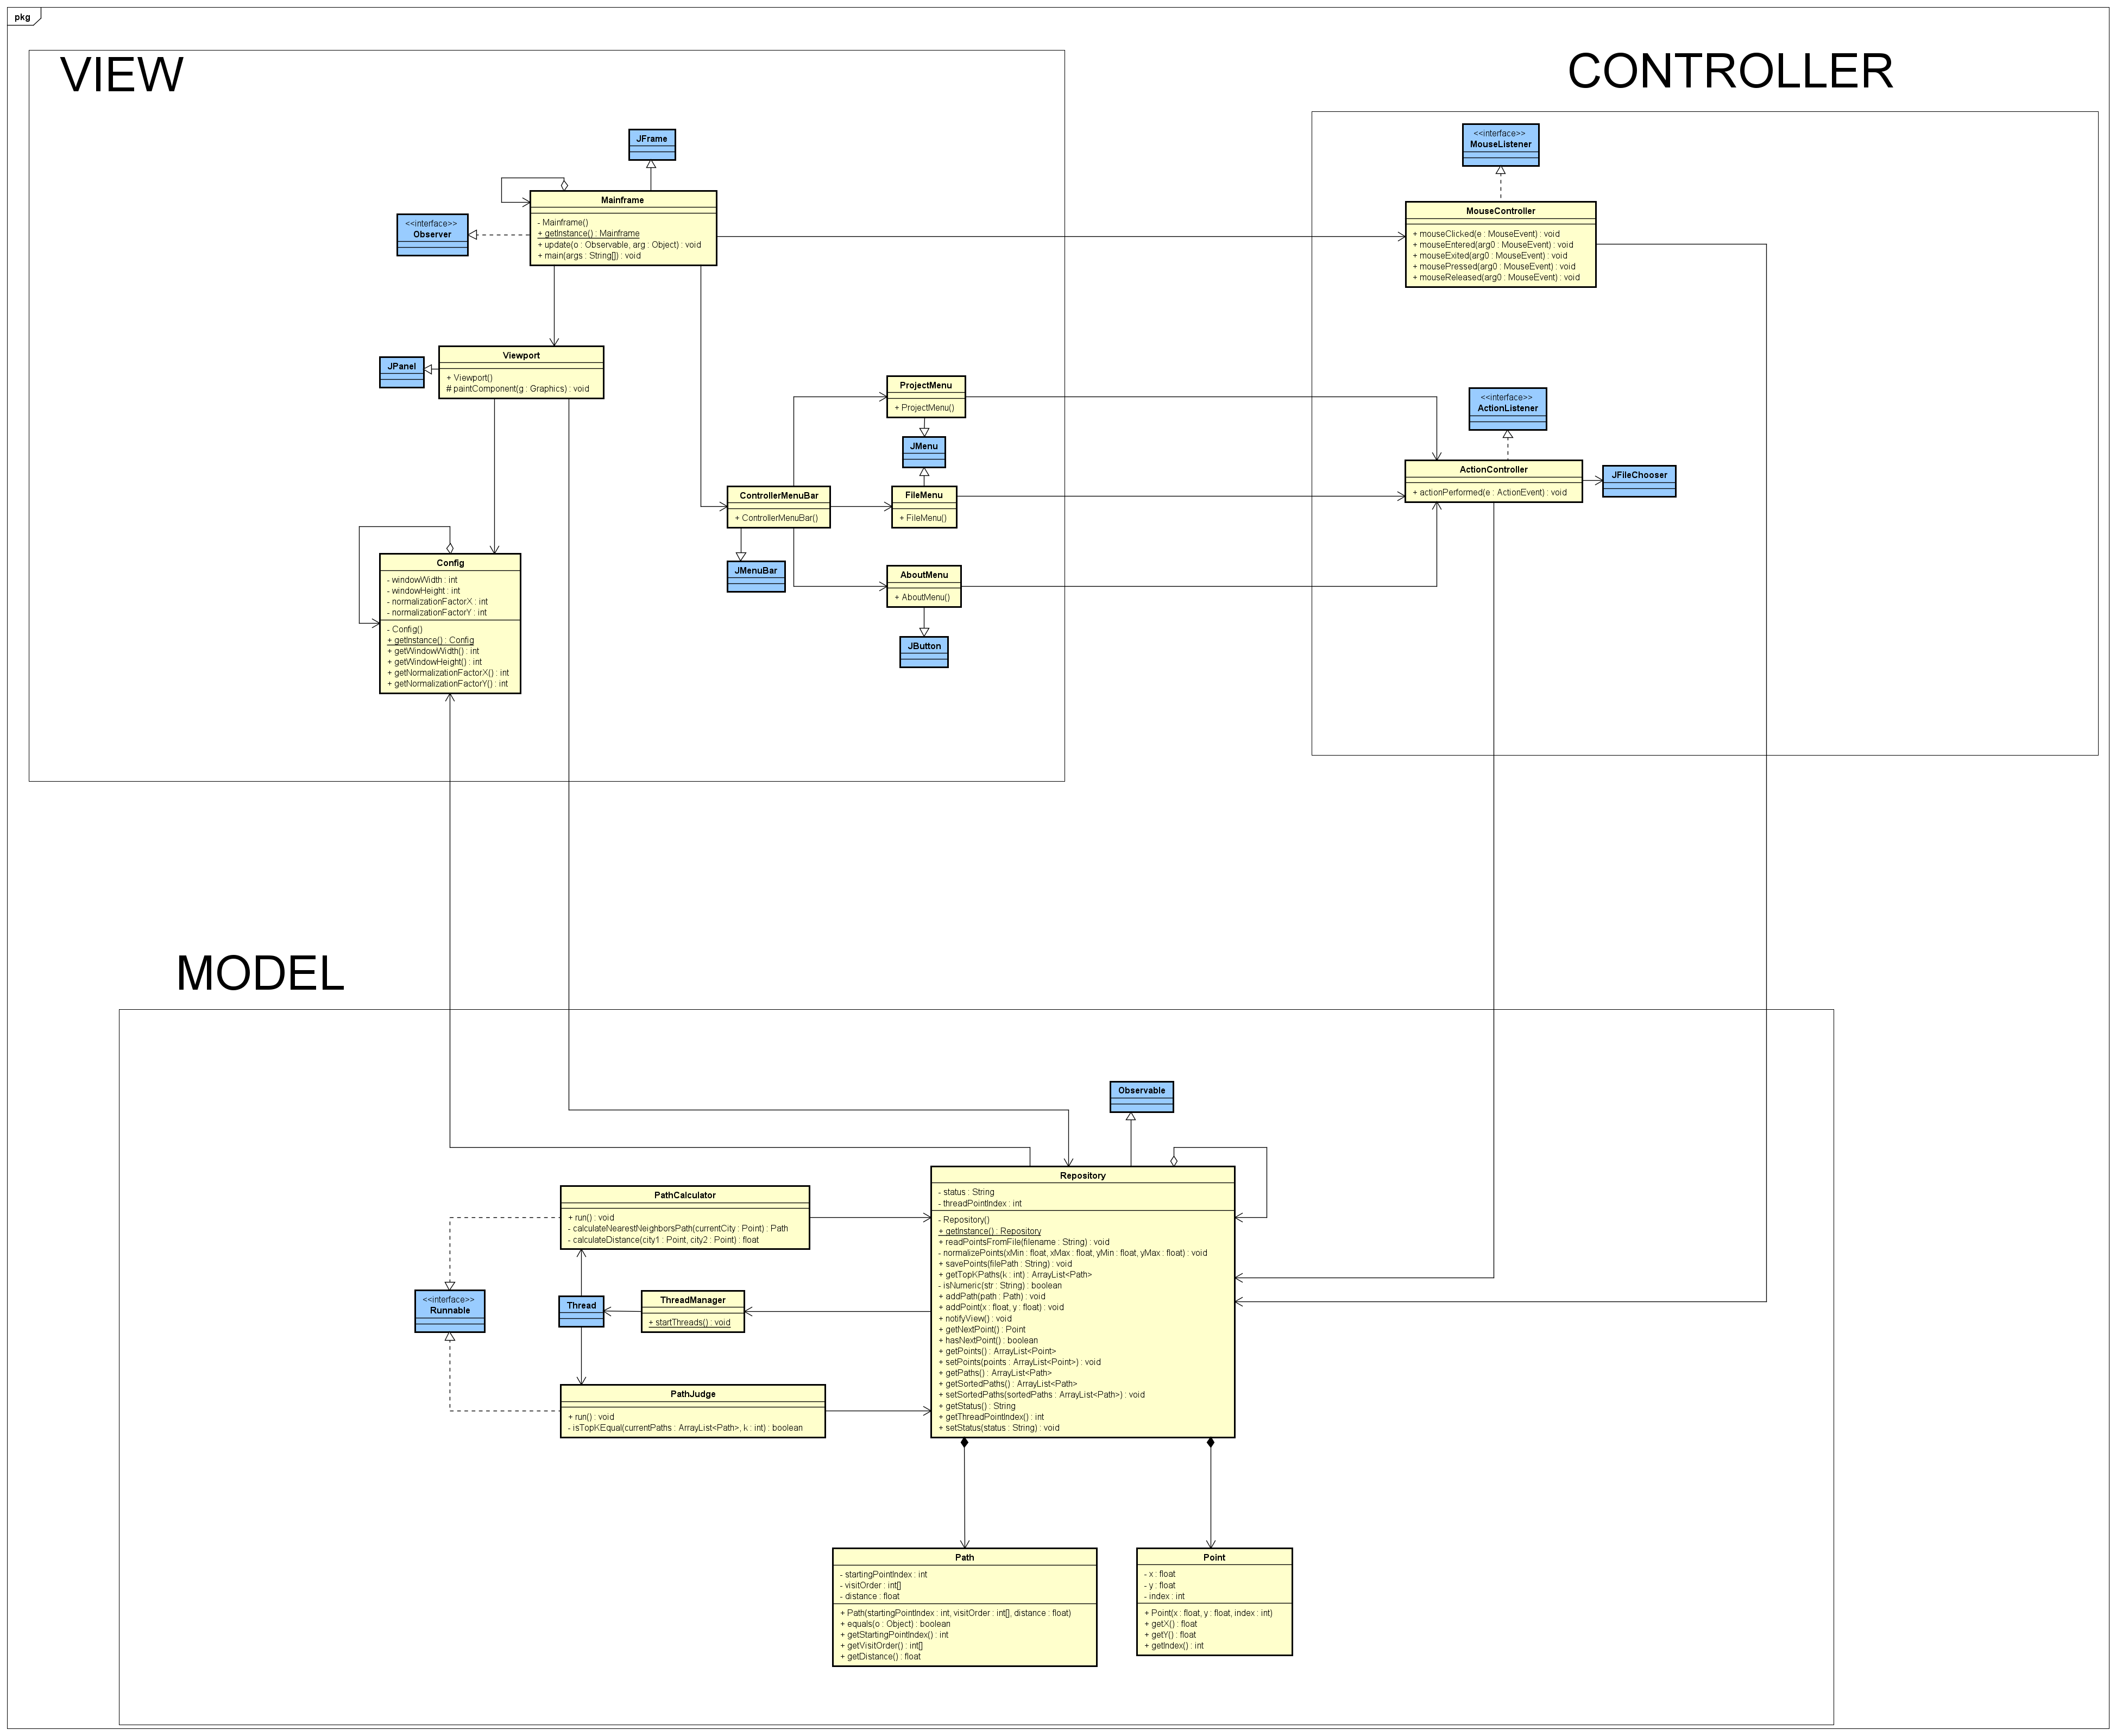 pkg
VIEW
CONTROLLER
JFrame
Mainframe
- Mainframe()
+ getInstance() : Mainframe
+ update(o : Observable, arg : Object) : void
+ main(args : String[]) : void
<<interface>>
Observer
<<interface>>
MouseListener
MouseController
+ mouseClicked(e : MouseEvent) : void
+ mouseEntered(arg0 : MouseEvent) : void
+ mouseExited(arg0 : MouseEvent) : void
+ mousePressed(arg0 : MouseEvent) : void
+ mouseReleased(arg0 : MouseEvent) : void
JPanel
Viewport
+ Viewport()
# paintComponent(g : Graphics) : void
ProjectMenu
+ ProjectMenu()
JMenu
ControllerMenuBar
+ ControllerMenuBar()
FileMenu
+ FileMenu()
JMenuBar
AboutMenu
+ AboutMenu()
JButton
<<interface>>
ActionListener
ActionController
+ actionPerformed(e : ActionEvent) : void
JFileChooser
Config
- windowWidth : int
- windowHeight : int
- normalizationFactorX : int
- normalizationFactorY : int
- Config()
+ getInstance() : Config
+ getWindowWidth() : int
+ getWindowHeight() : int
+ getNormalizationFactorX() : int
+ getNormalizationFactorY() : int
MODEL
Observable
Repository
- status : String
- threadPointIndex : int
- Repository()
+ getInstance() : Repository
+ readPointsFromFile(filename : String) : void
- normalizePoints(xMin : float, xMax : float, yMin : float, yMax : float) : void
+ savePoints(filePath : String) : void
+ getTopKPaths(k : int) : ArrayList<Path>
- isNumeric(str : String) : boolean
+ addPath(path : Path) : void
+ addPoint(x : float, y : float) : void
+ notifyView() : void
+ getNextPoint() : Point
+ hasNextPoint() : boolean
+ getPoints() : ArrayList<Point>
+ setPoints(points : ArrayList<Point>) : void
+ getPaths() : ArrayList<Path>
+ getSortedPaths() : ArrayList<Path>
+ setSortedPaths(sortedPaths : ArrayList<Path>) : void
+ getStatus() : String
+ getThreadPointIndex() : int
+ setStatus(status : String) : void
PathCalculator
+ run() : void
- calculateNearestNeighborsPath(currentCity : Point) : Path
- calculateDistance(city1 : Point, city2 : Point) : float
<<interface>>
Runnable
Thread
ThreadManager
+ startThreads() : void
PathJudge
+ run() : void
- isTopKEqual(currentPaths : ArrayList<Path>, k : int) : boolean
Path
- startingPointIndex : int
- visitOrder : int[]
- distance : float
+ Path(startingPointIndex : int, visitOrder : int[], distance : float)
+ equals(o : Object) : boolean
+ getStartingPointIndex() : int
+ getVisitOrder() : int[]
+ getDistance() : float
Point
- x : float
- y : float
- index : int
+ Point(x : float, y : float, index : int)
+ getX() : float
+ getY() : float
+ getIndex() : int